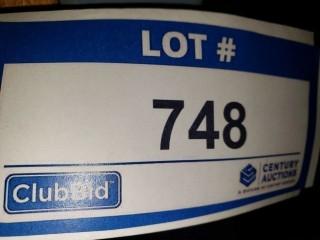 LOT #
748
ClubBid
CENTURY
AUCTIONS